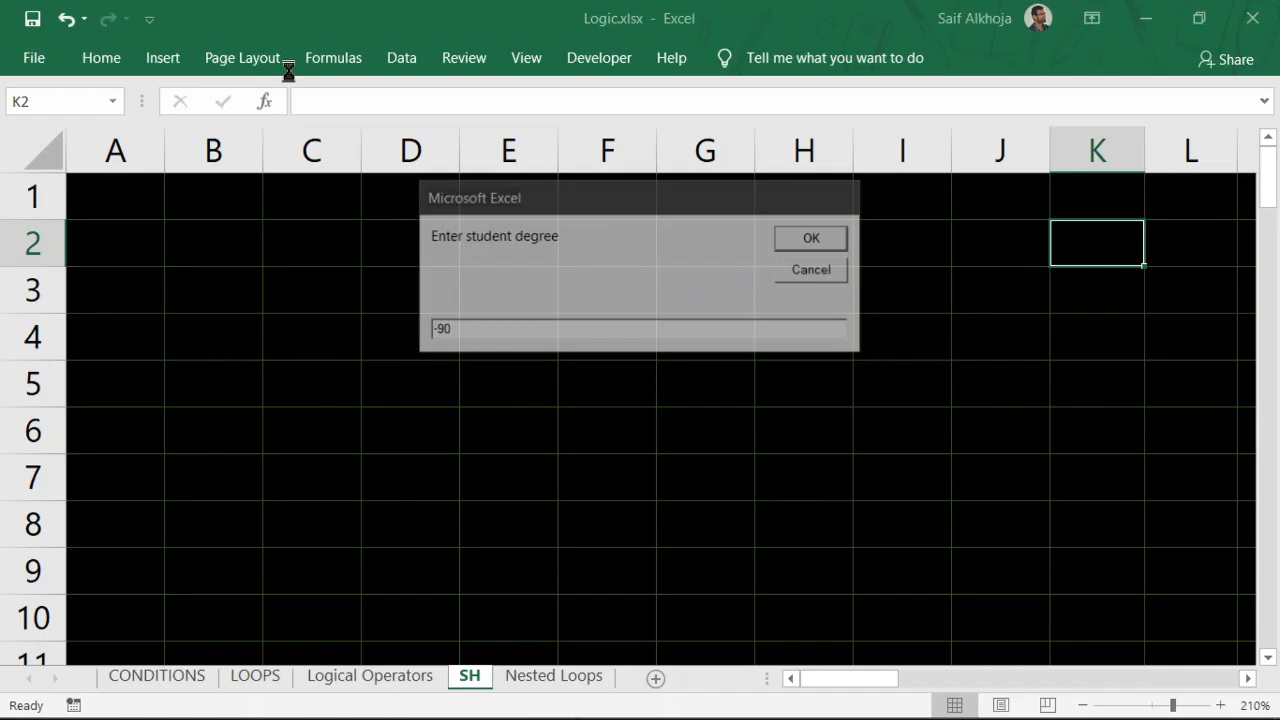 Logic.xlsx - Excel
Saif Alkhoja
File Home Insert Page Layout Formulas Data Review View Developer Help Tell me what you want to do Share
K2 fx
A B C D E F G H I J K L
1
Microsoft Excel
Enter student degree
OK
2
Cancel
3
-90
4
5
6
7
8
9
10
11
CONDITIONS LOOPS Logical Operators SH Nested Loops
Ready 210%